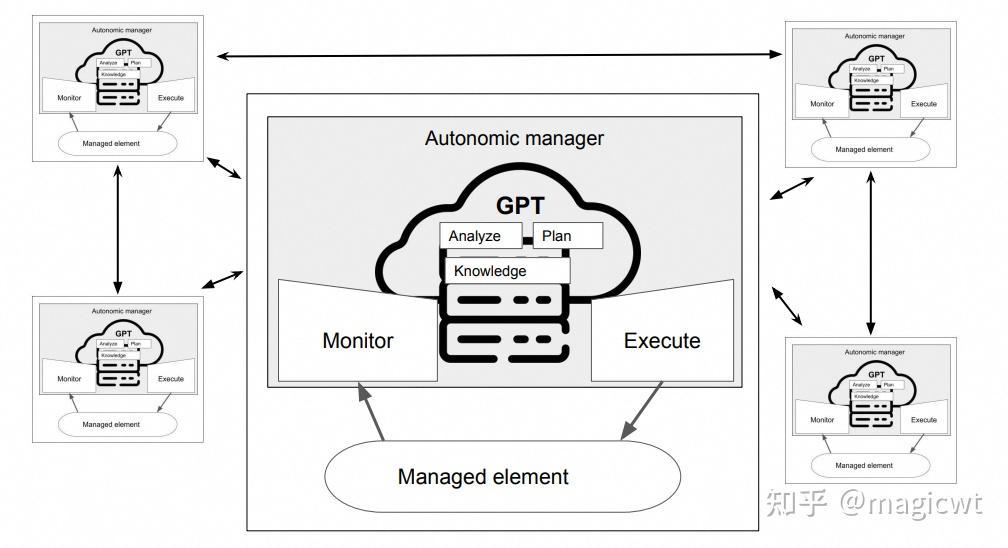 Autonomic manager
GPT
Analyze
Plan
Knowledge
Monitor
Execute
Managed element
Autonomic manager
GPT
Analyze
Plan
Knowledge
Monitor
Execute
Managed element
Autonomic manager
GPT
Analyze
Plan
Knowledge
Monitor
Execute
Managed element
Autonomic manager
GPT
Analyze
Plan
Knowledge
Monitor
Execute
Managed element
Autonomic manager
GPT
Analyze
Plan
Knowledge
Monitor
Execute
Managed element
知乎 @magicwt